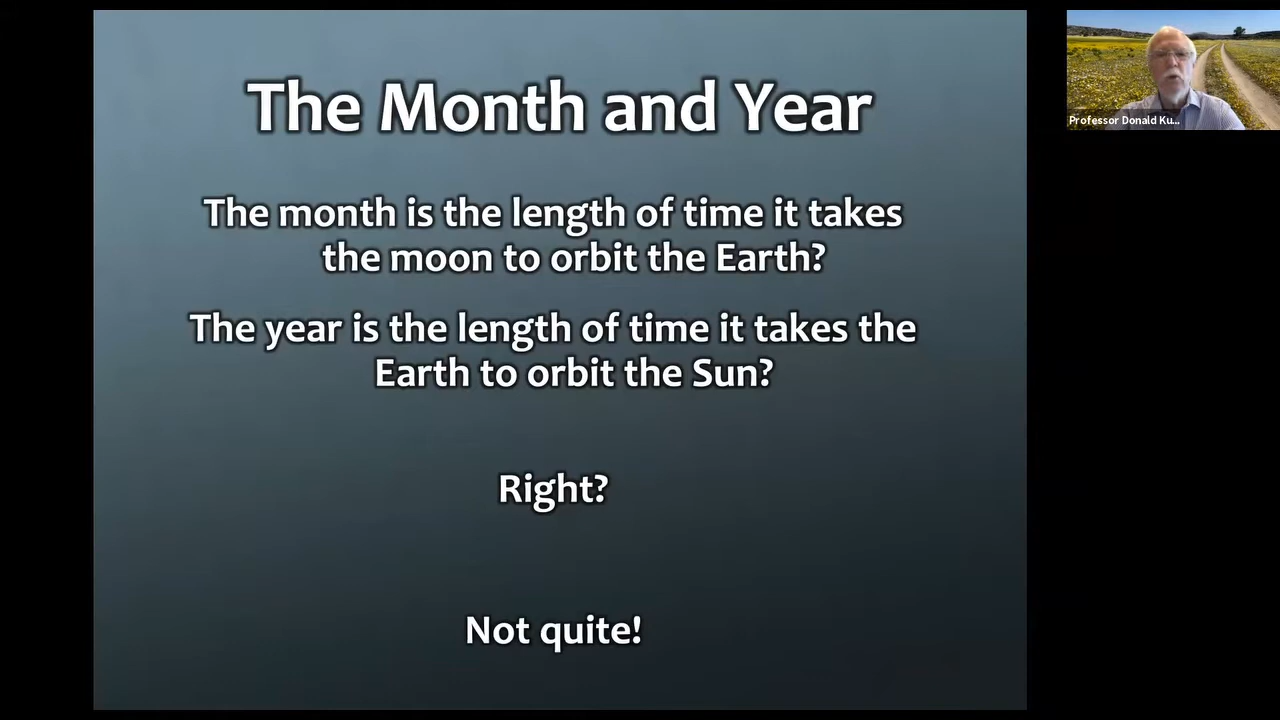 The Month and Year
The month is the length of time it takes
the moon to orbit the Earth?
The year is the length of time it takes the
Earth to orbit the Sun?
Right?
Not quite!
Professor Donald Ku...